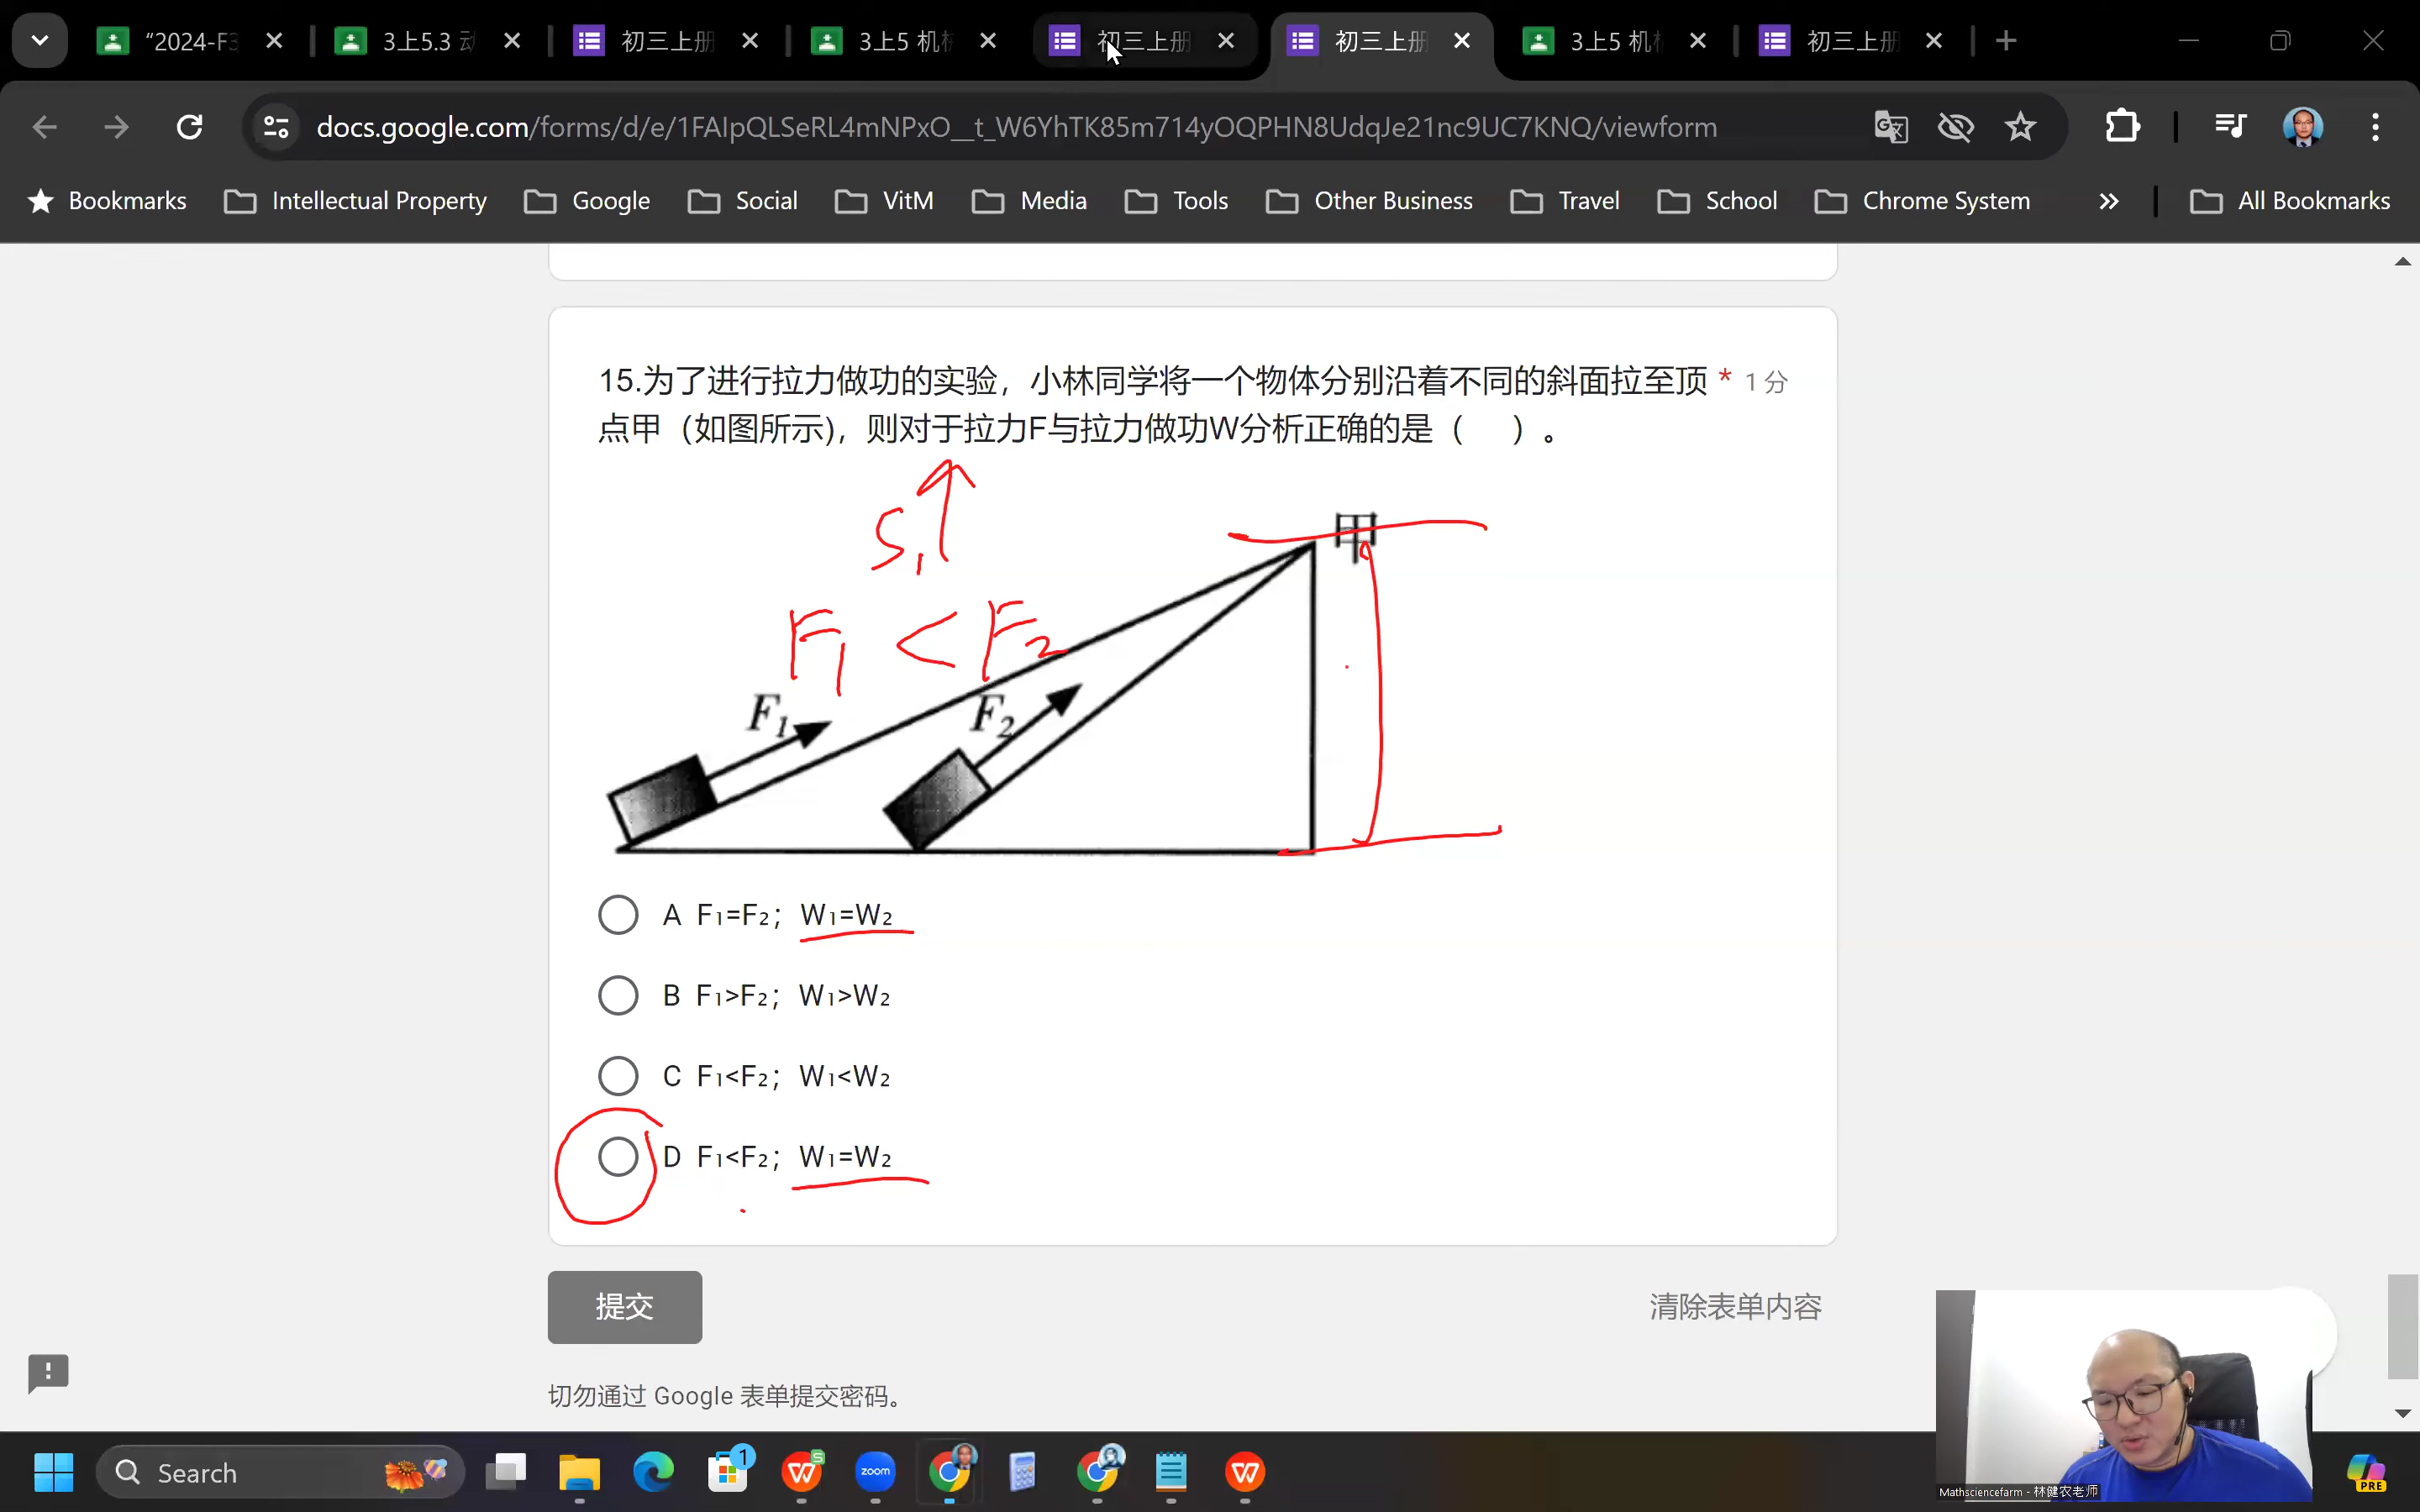 “2024-F3
3上5.3 动
初三上册
3上5 机械
初三上册
初三上册
3上5 机械
初三上册
docs.google.com/forms/d/e/1FAIpQLSeRL4mNPxO__t_W6YhTK85m714yOQPHN8UdqJe21nc9UC7KNQ/viewform
Bookmarks
Intellectual Property
Google
Social
VitM
Media
Tools
Other Business
Travel
School
Chrome System
All Bookmarks
15.为了进行拉力做功的实验，小林同学将一个物体分别沿着不同的斜面拉至顶 * 1 分
点甲（如图所示)，则对于拉力F与拉力做功W分析正确的是（ ）。
S₁↑
甲
F₁ < F₂
F₁
F₂
A F₁=F₂；W₁=W₂
B F₁>F₂；W₁>W₂
C F₁<F₂；W₁<W₂
D F₁<F₂；W₁=W₂
提交
清除表单内容
切勿通过 Google 表单提交密码。
Mathsciencefarm - 林健农老师
Search
1
S
zoom
PRE